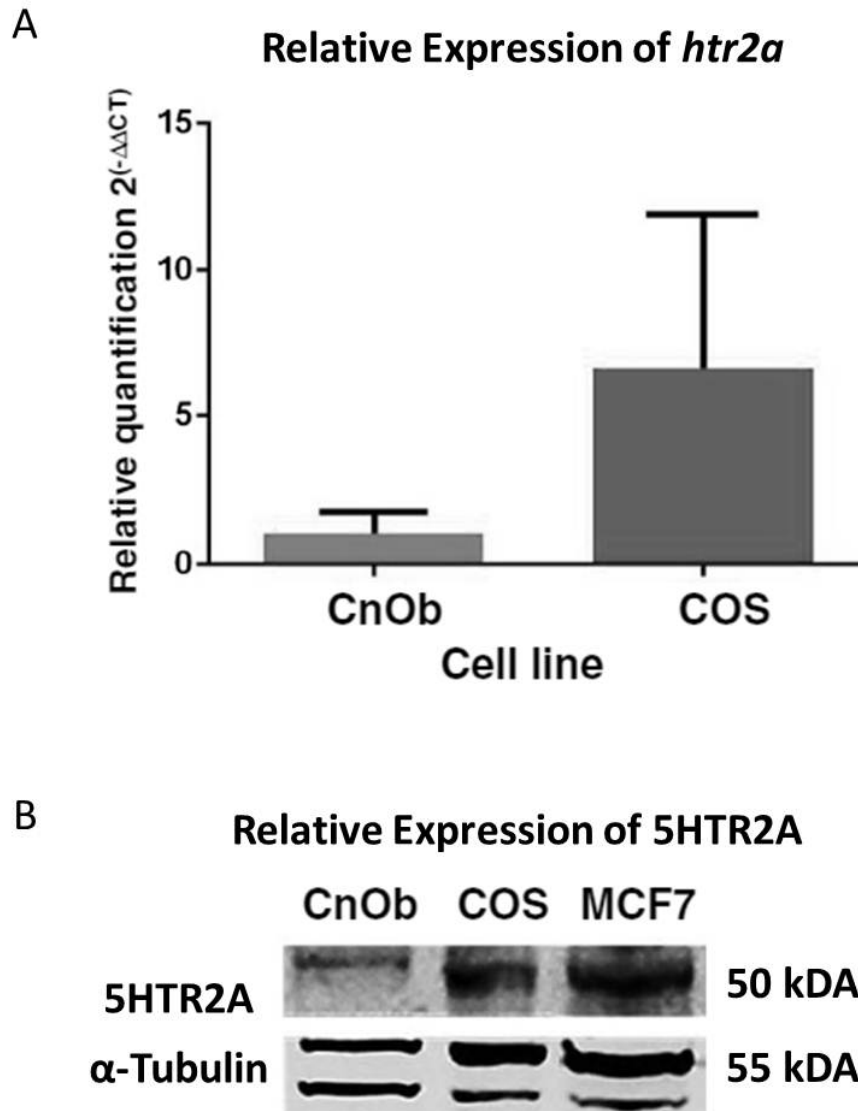 A
Relative Expression of htr2a
Relative quantification 2(-ΔΔCT)
15
10
5
0
CnOb COS
Cell line
B
Relative Expression of 5HTR2A
CnOb COS MCF7
5HTR2A 50 kDA
α-Tubulin 55 kDA